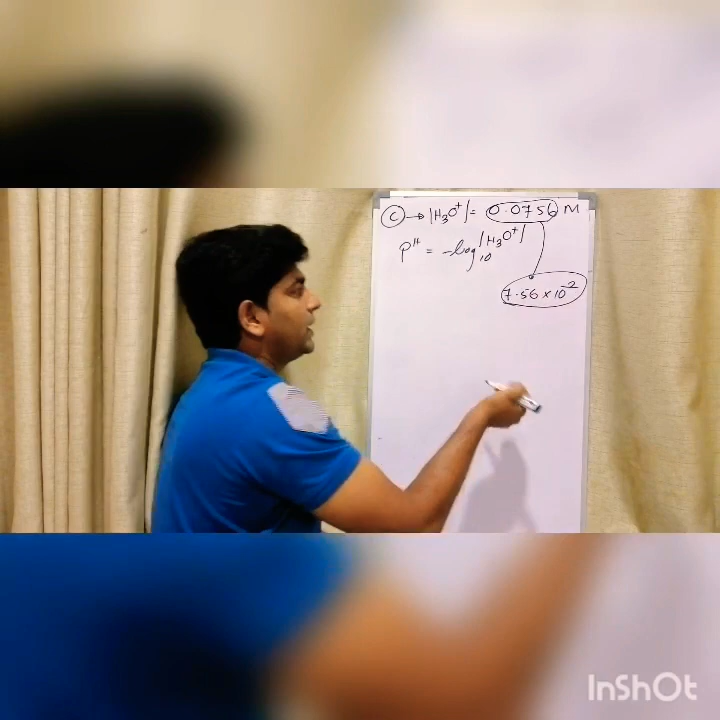 C → |H₃O⁺| = 0.0756 M
pᴴ = -log₁₀|H₃O⁺|
7.56 × 10⁻²
InShOt